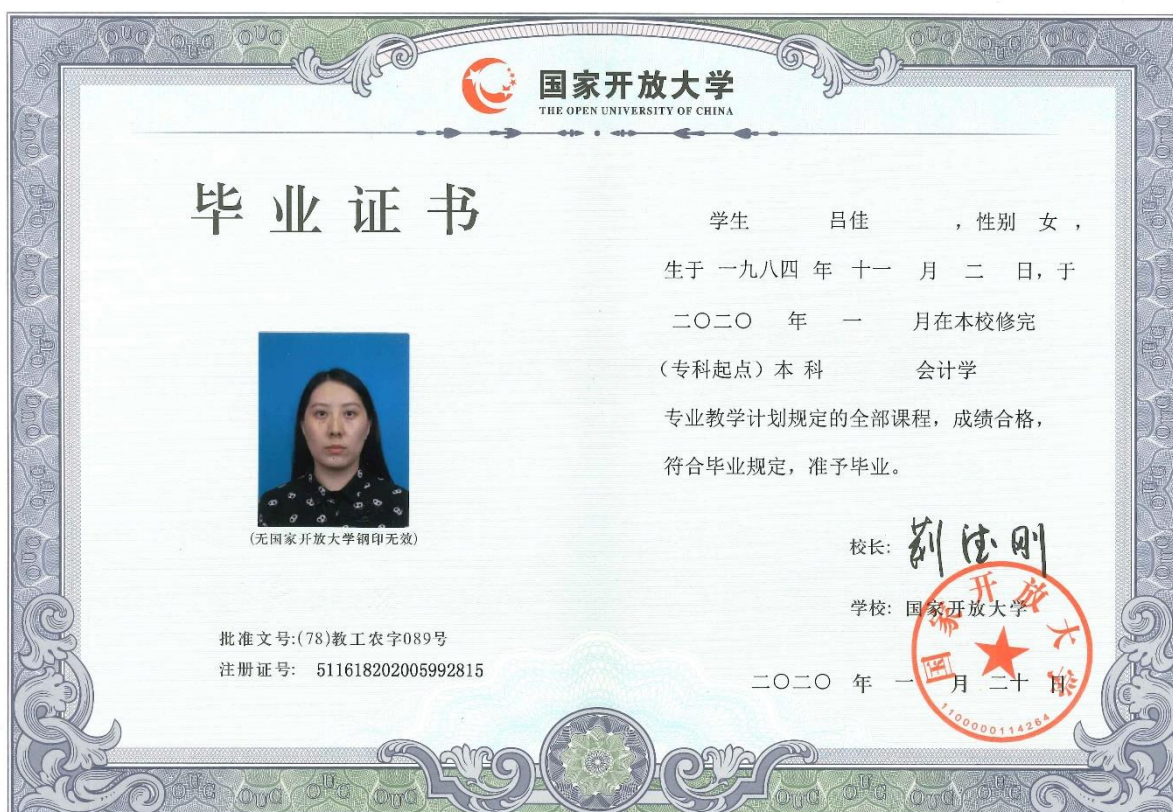 国家开放大学
THE OPEN UNIVERSITY OF CHINA
毕业证书
学生 吕佳 ，性别 女 ，
生于 一九八四 年 十一 月 二 日，于
二〇二〇 年 一 月在本校修完
（专科起点）本 科 会计学
专业教学计划规定的全部课程，成绩合格，
符合毕业规定，准予毕业。
(无国家开放大学钢印无效)
校长:
学校: 国家开放大学
批准文号:(78)教工农字089号
注册证号: 511618202005992815
二〇二〇 年 一 月 二十 日
国家开放大学
1100000114264